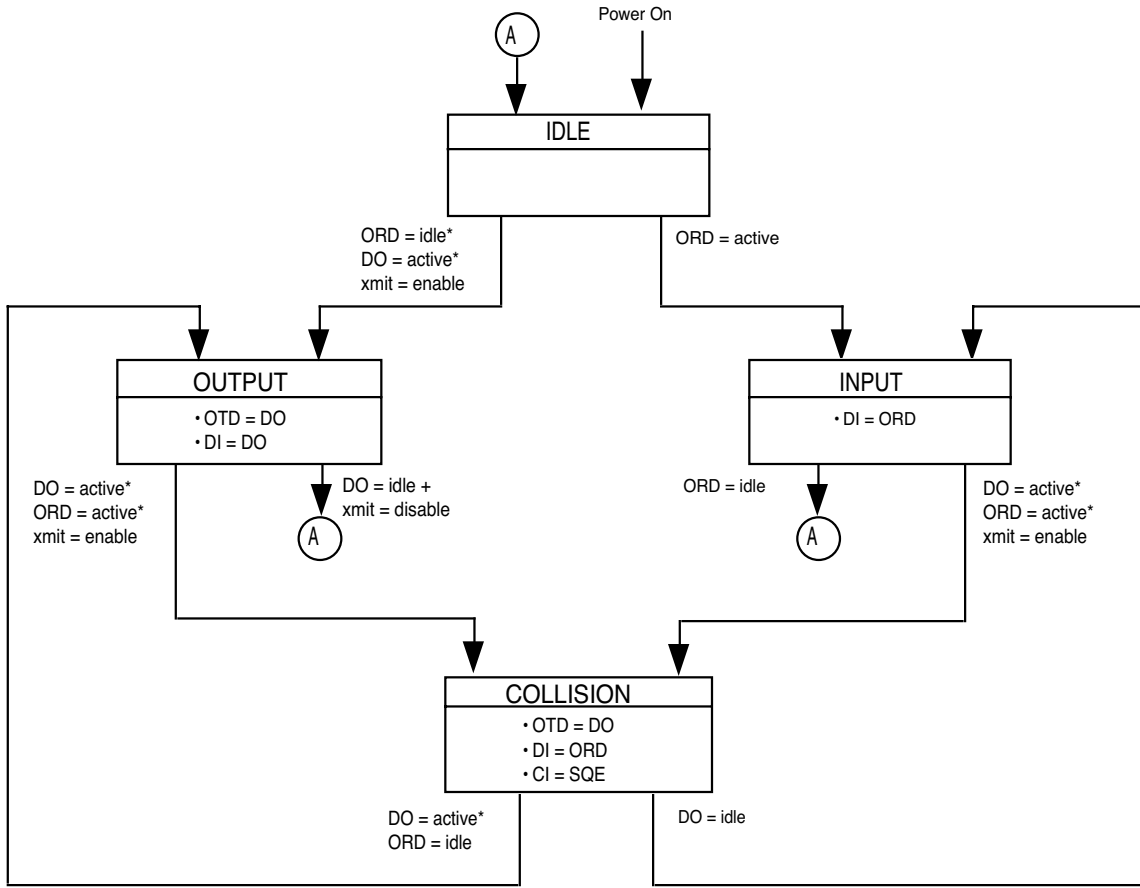 Power On
A
IDLE
ORD = idle*
DO = active*
xmit = enable
ORD = active
OUTPUT
• OTD = DO
• DI = DO
INPUT
• DI = ORD
DO = active*
ORD = active*
xmit = enable
DO = idle +
xmit = disable
A
ORD = idle
A
DO = active*
ORD = active*
xmit = enable
COLLISION
• OTD = DO
• DI = ORD
• CI = SQE
DO = active*
ORD = idle
DO = idle